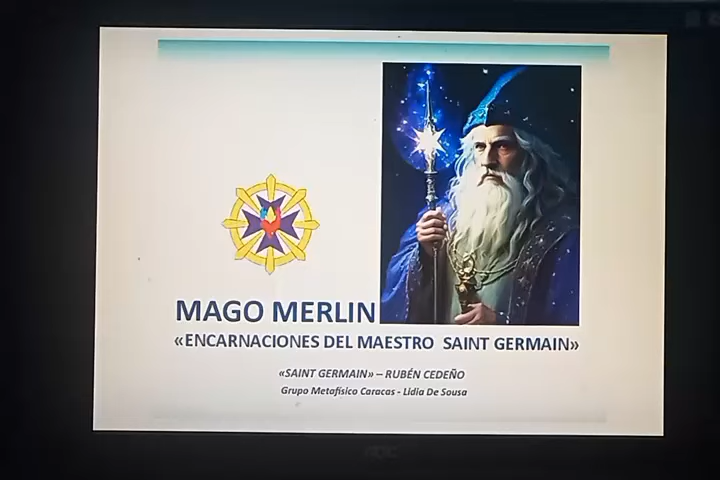 MAGO MERLIN
«ENCARNACIONES DEL MAESTRO SAINT GERMAIN»
«SAINT GERMAIN» – RUBÉN CEDEÑO
Grupo Metafísico Caracas - Lidia De Sousa